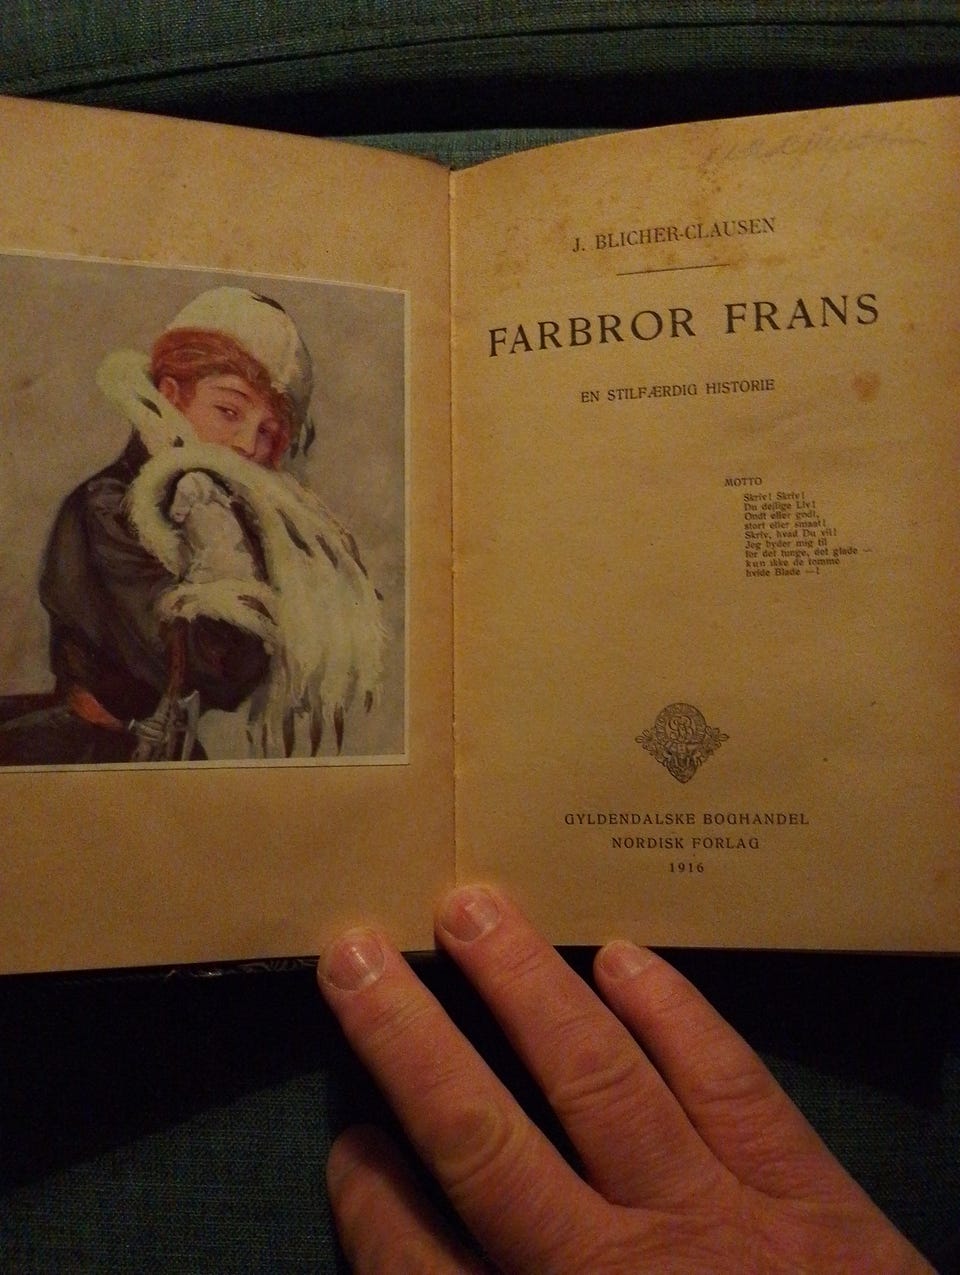 J. BLICHER-CLAUSEN
FARBROR FRANS
EN STILFÆRDIG HISTORIE
MOTTO
Skriv! Skriv!
Du dejlige Liv!
Ondt eller godt,
stort eller smaat!
Skriv, hvad Du vil!
Jeg byder mig til
for det tunge, det glade —
kun ikke de tomme
hvide Blade —!
GYLDENDALSKE BOGHANDEL
NORDISK FORLAG
1916